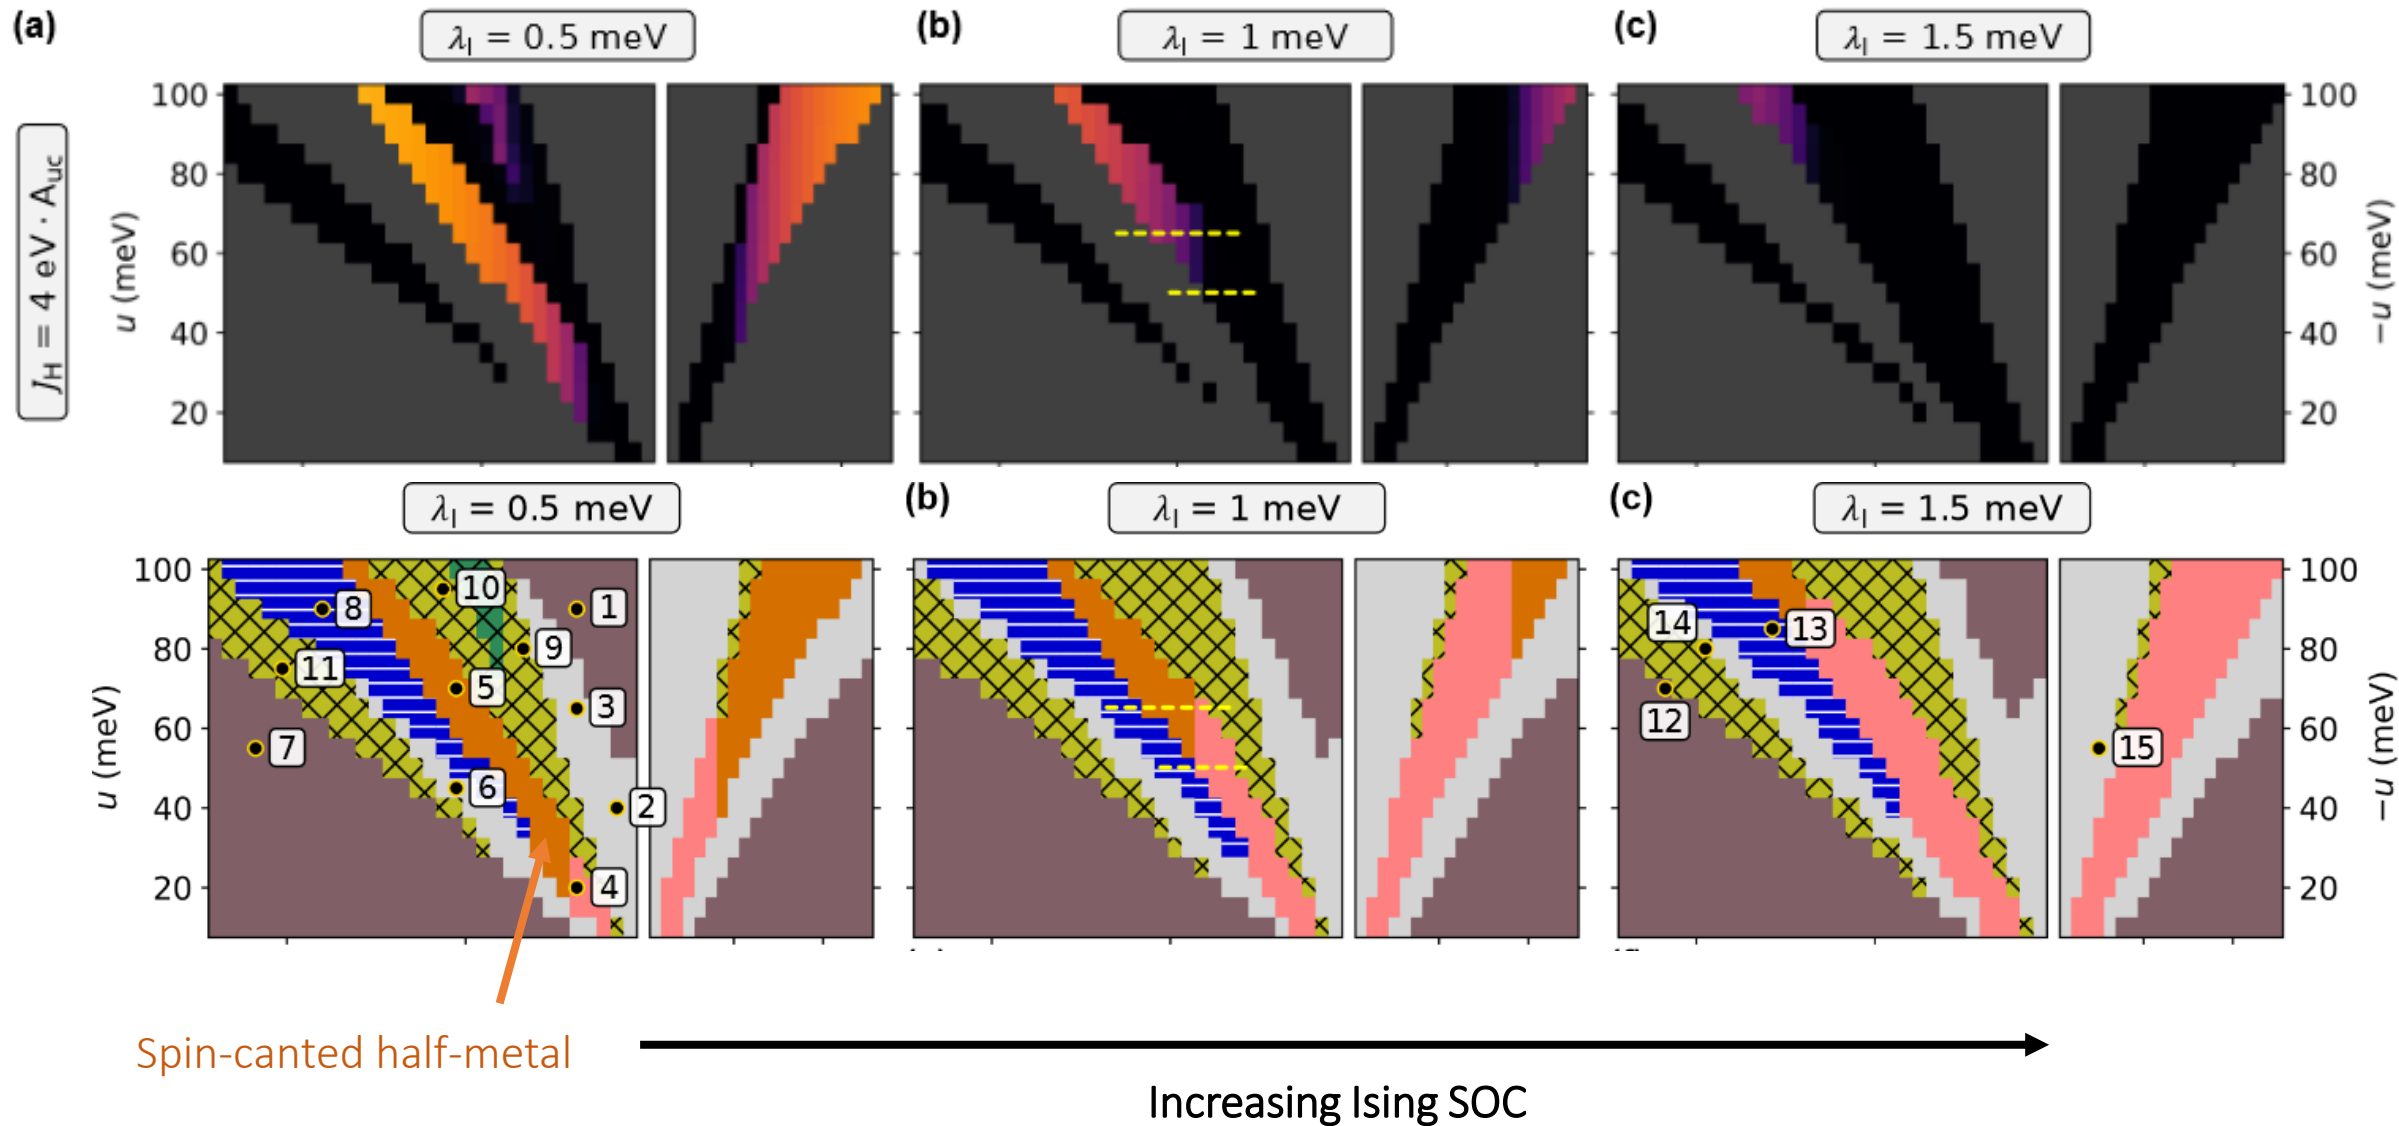 (a)
λI = 0.5 meV
(b)
λI = 1 meV
(c)
λI = 1.5 meV
JH = 4 eV · Auc
u (meV)
100
80
60
40
20
100
80
60
40
20
−u (meV)
λI = 0.5 meV
(b)
λI = 1 meV
(c)
λI = 1.5 meV
u (meV)
100
80
60
40
20
8
10
1
11
9
5
3
7
6
2
4
14
13
12
15
100
80
60
40
20
−u (meV)
Spin-canted half-metal
Increasing Ising SOC